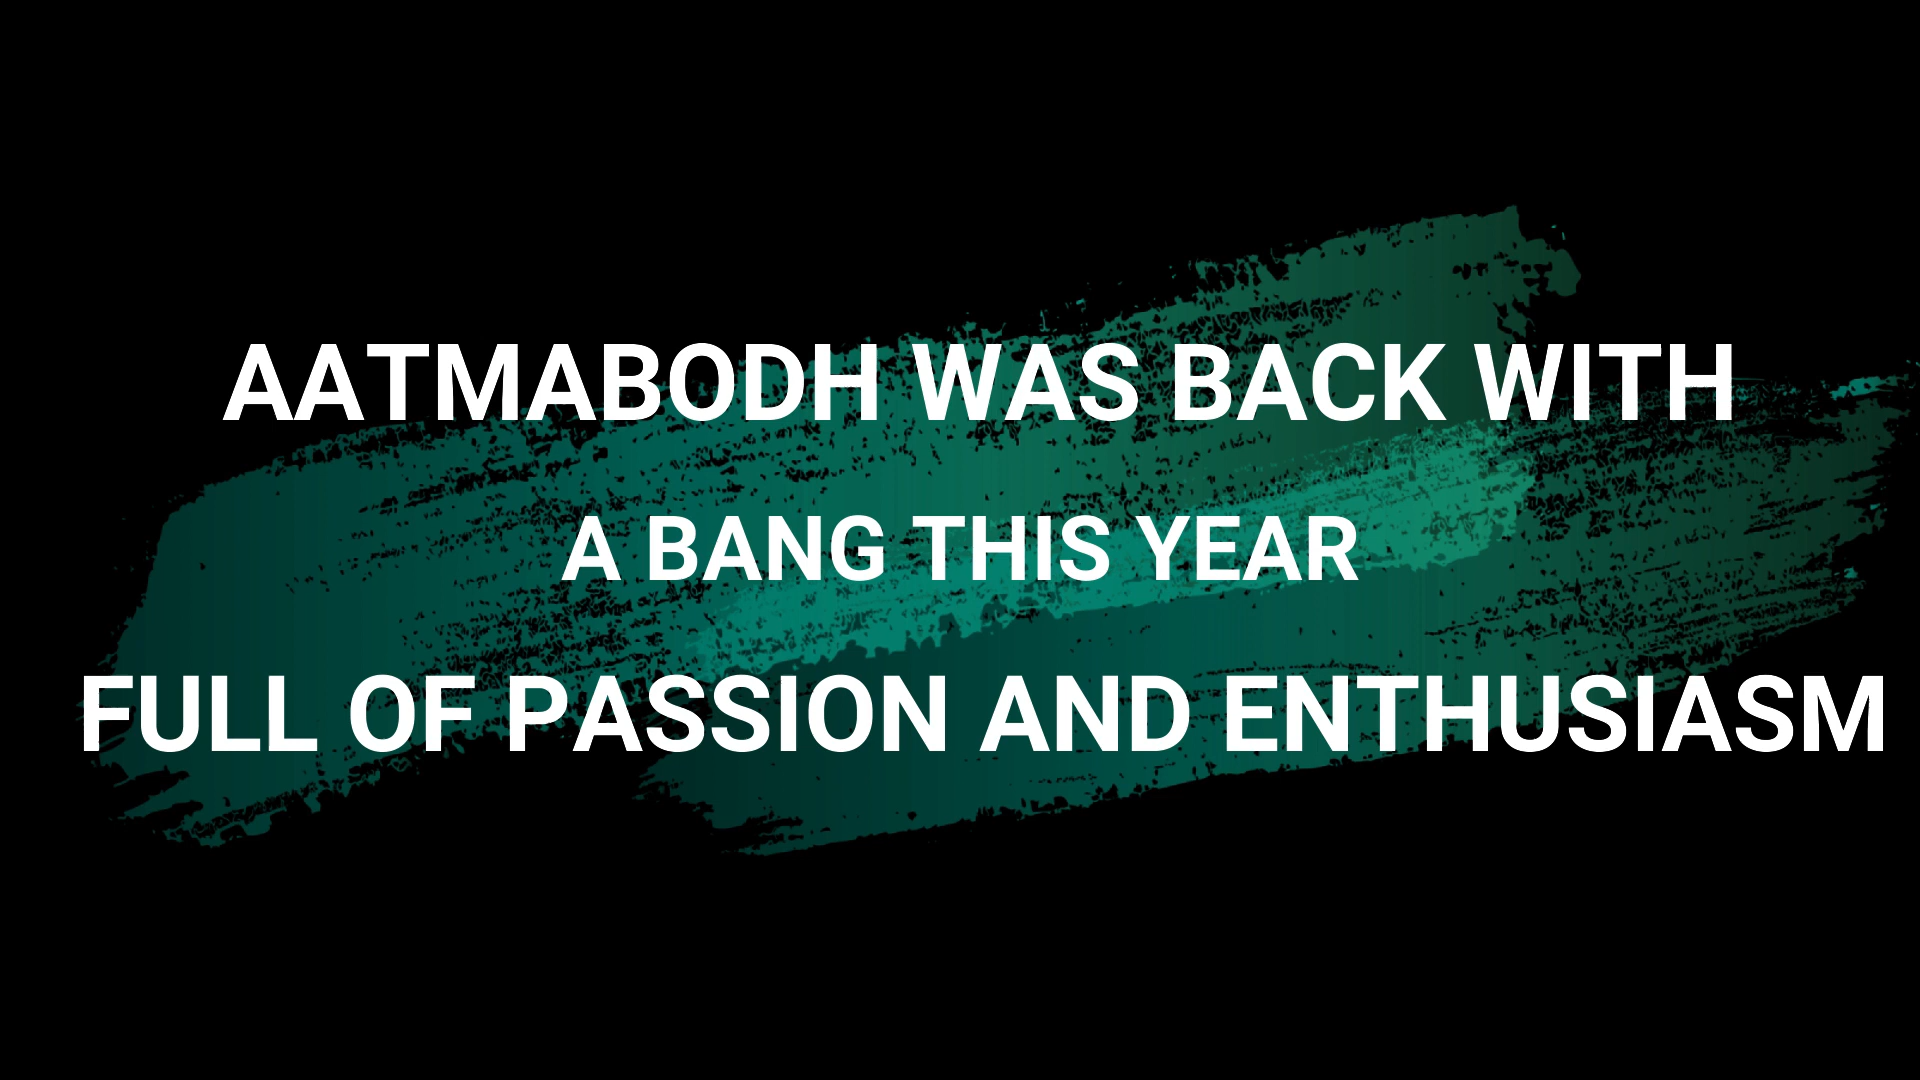 AATMABODH WAS BACK WITH
A BANG THIS YEAR
FULL OF PASSION AND ENTHUSIASM